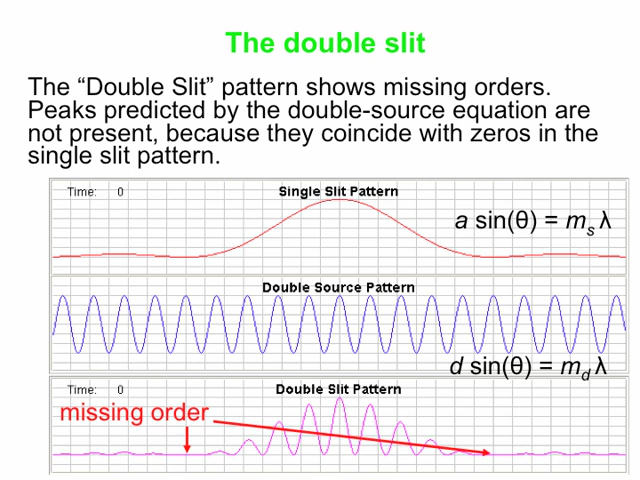 The double slit
The “Double Slit” pattern shows missing orders.
Peaks predicted by the double-source equation are
not present, because they coincide with zeros in the
single slit pattern.
Time: 0
Single Slit Pattern
a sin(θ) = mₛ λ
Double Source Pattern
d sin(θ) = m_d λ
Time: 0
Double Slit Pattern
missing order